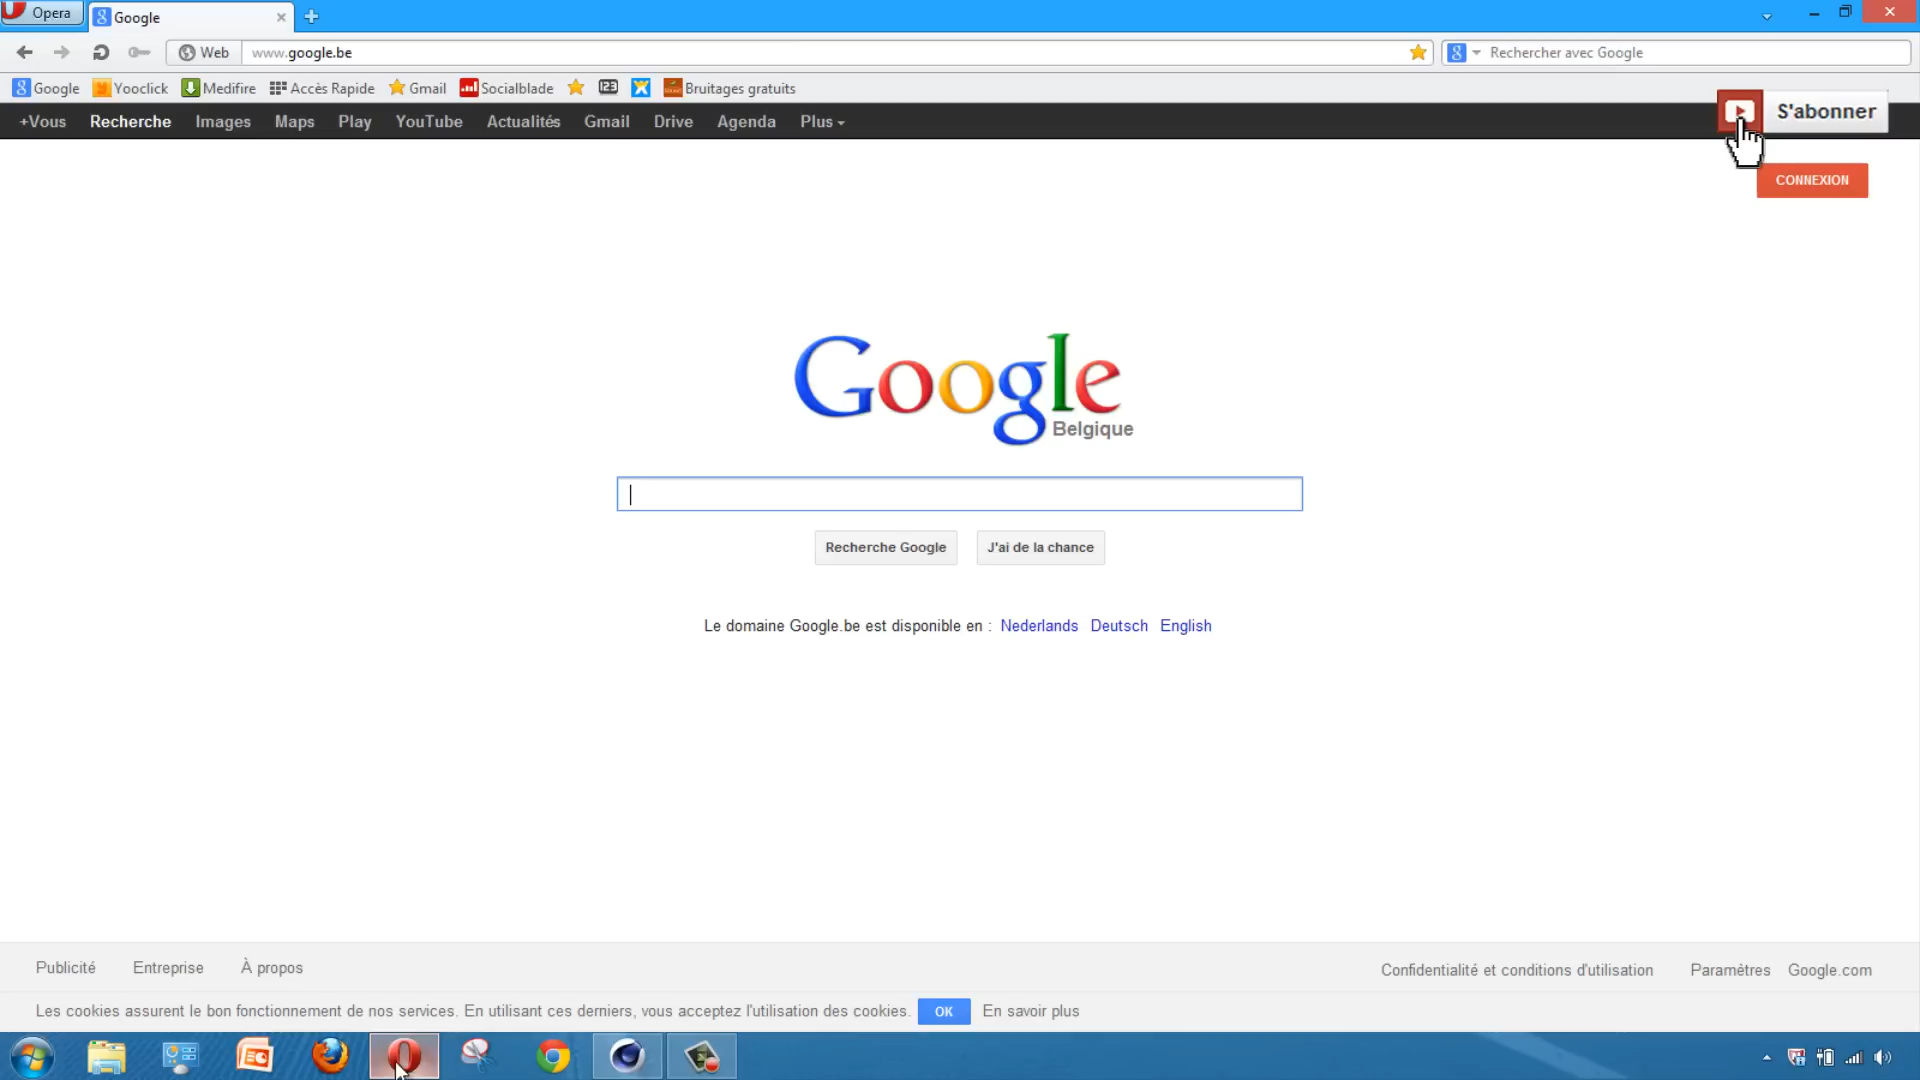 Opera
Google
Web
www.google.be
Rechercher avec Google
Google
Yooclick
Medifire
Accès Rapide
Gmail
Socialblade
123
Bruitages gratuits
+Vous
Recherche
Images
Maps
Play
YouTube
Actualités
Gmail
Drive
Agenda
Plus
S'abonner
CONNEXION
Google
Belgique
Recherche Google
J'ai de la chance
Le domaine Google.be est disponible en : Nederlands Deutsch English
Publicité
Entreprise
À propos
Confidentialité et conditions d'utilisation
Paramètres
Google.com
Les cookies assurent le bon fonctionnement de nos services. En utilisant ces derniers, vous acceptez l'utilisation des cookies.
OK
En savoir plus